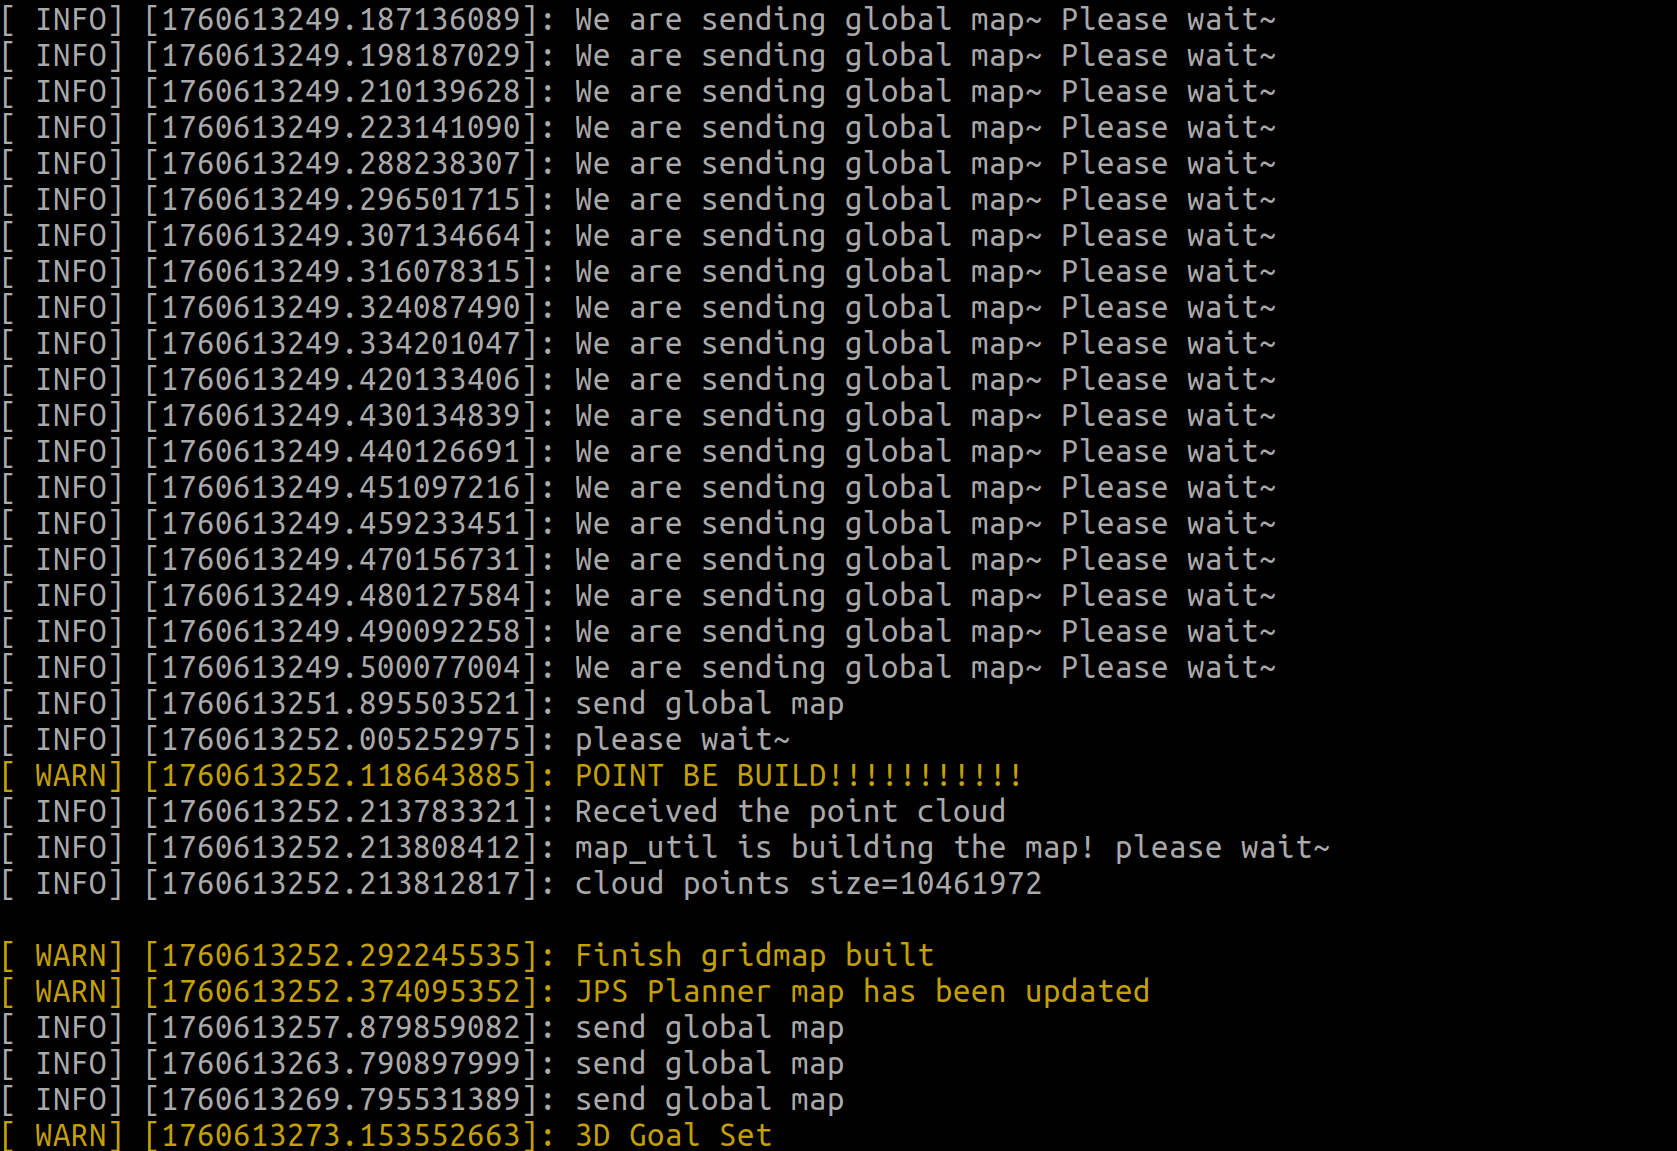 [ INFO] [1760613249.187136089]: We are sending global map~ Please wait~
[ INFO] [1760613249.198187029]: We are sending global map~ Please wait~
[ INFO] [1760613249.210139628]: We are sending global map~ Please wait~
[ INFO] [1760613249.223141090]: We are sending global map~ Please wait~
[ INFO] [1760613249.288238307]: We are sending global map~ Please wait~
[ INFO] [1760613249.296501715]: We are sending global map~ Please wait~
[ INFO] [1760613249.307134664]: We are sending global map~ Please wait~
[ INFO] [1760613249.316078315]: We are sending global map~ Please wait~
[ INFO] [1760613249.324087490]: We are sending global map~ Please wait~
[ INFO] [1760613249.334201047]: We are sending global map~ Please wait~
[ INFO] [1760613249.420133406]: We are sending global map~ Please wait~
[ INFO] [1760613249.430134839]: We are sending global map~ Please wait~
[ INFO] [1760613249.440126691]: We are sending global map~ Please wait~
[ INFO] [1760613249.451097216]: We are sending global map~ Please wait~
[ INFO] [1760613249.459233451]: We are sending global map~ Please wait~
[ INFO] [1760613249.470156731]: We are sending global map~ Please wait~
[ INFO] [1760613249.480127584]: We are sending global map~ Please wait~
[ INFO] [1760613249.490092258]: We are sending global map~ Please wait~
[ INFO] [1760613249.500077004]: We are sending global map~ Please wait~
[ INFO] [1760613251.895503521]: send global map
[ INFO] [1760613252.005252975]: please wait~
[ WARN] [1760613252.118643885]: POINT BE BUILD!!!!!!!!!!!
[ INFO] [1760613252.213783321]: Received the point cloud
[ INFO] [1760613252.213808412]: map_util is building the map! please wait~
[ INFO] [1760613252.213812817]: cloud points size=10461972
[ WARN] [1760613252.292245535]: Finish gridmap built
[ WARN] [1760613252.374095352]: JPS Planner map has been updated
[ INFO] [1760613257.879859082]: send global map
[ INFO] [1760613263.790897999]: send global map
[ INFO] [1760613269.795531389]: send global map
[ WARN] [1760613273.153552663]: 3D Goal Set